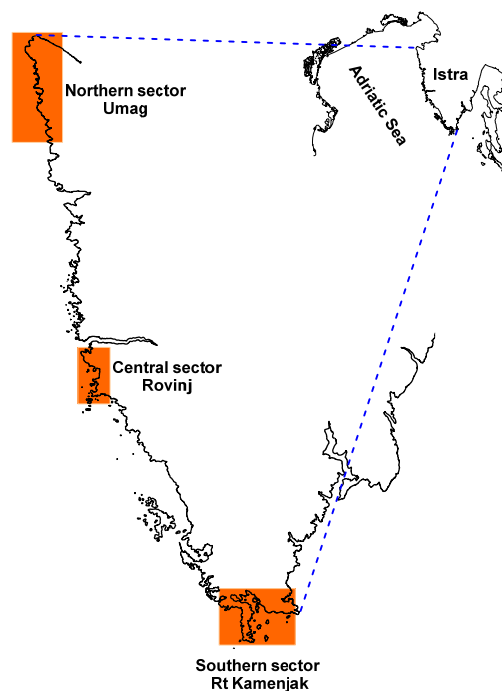 Istra
Adriatic Sea
Northern sector
Umag
Central sector
Rovinj
Southern sector
Rt Kamenjak